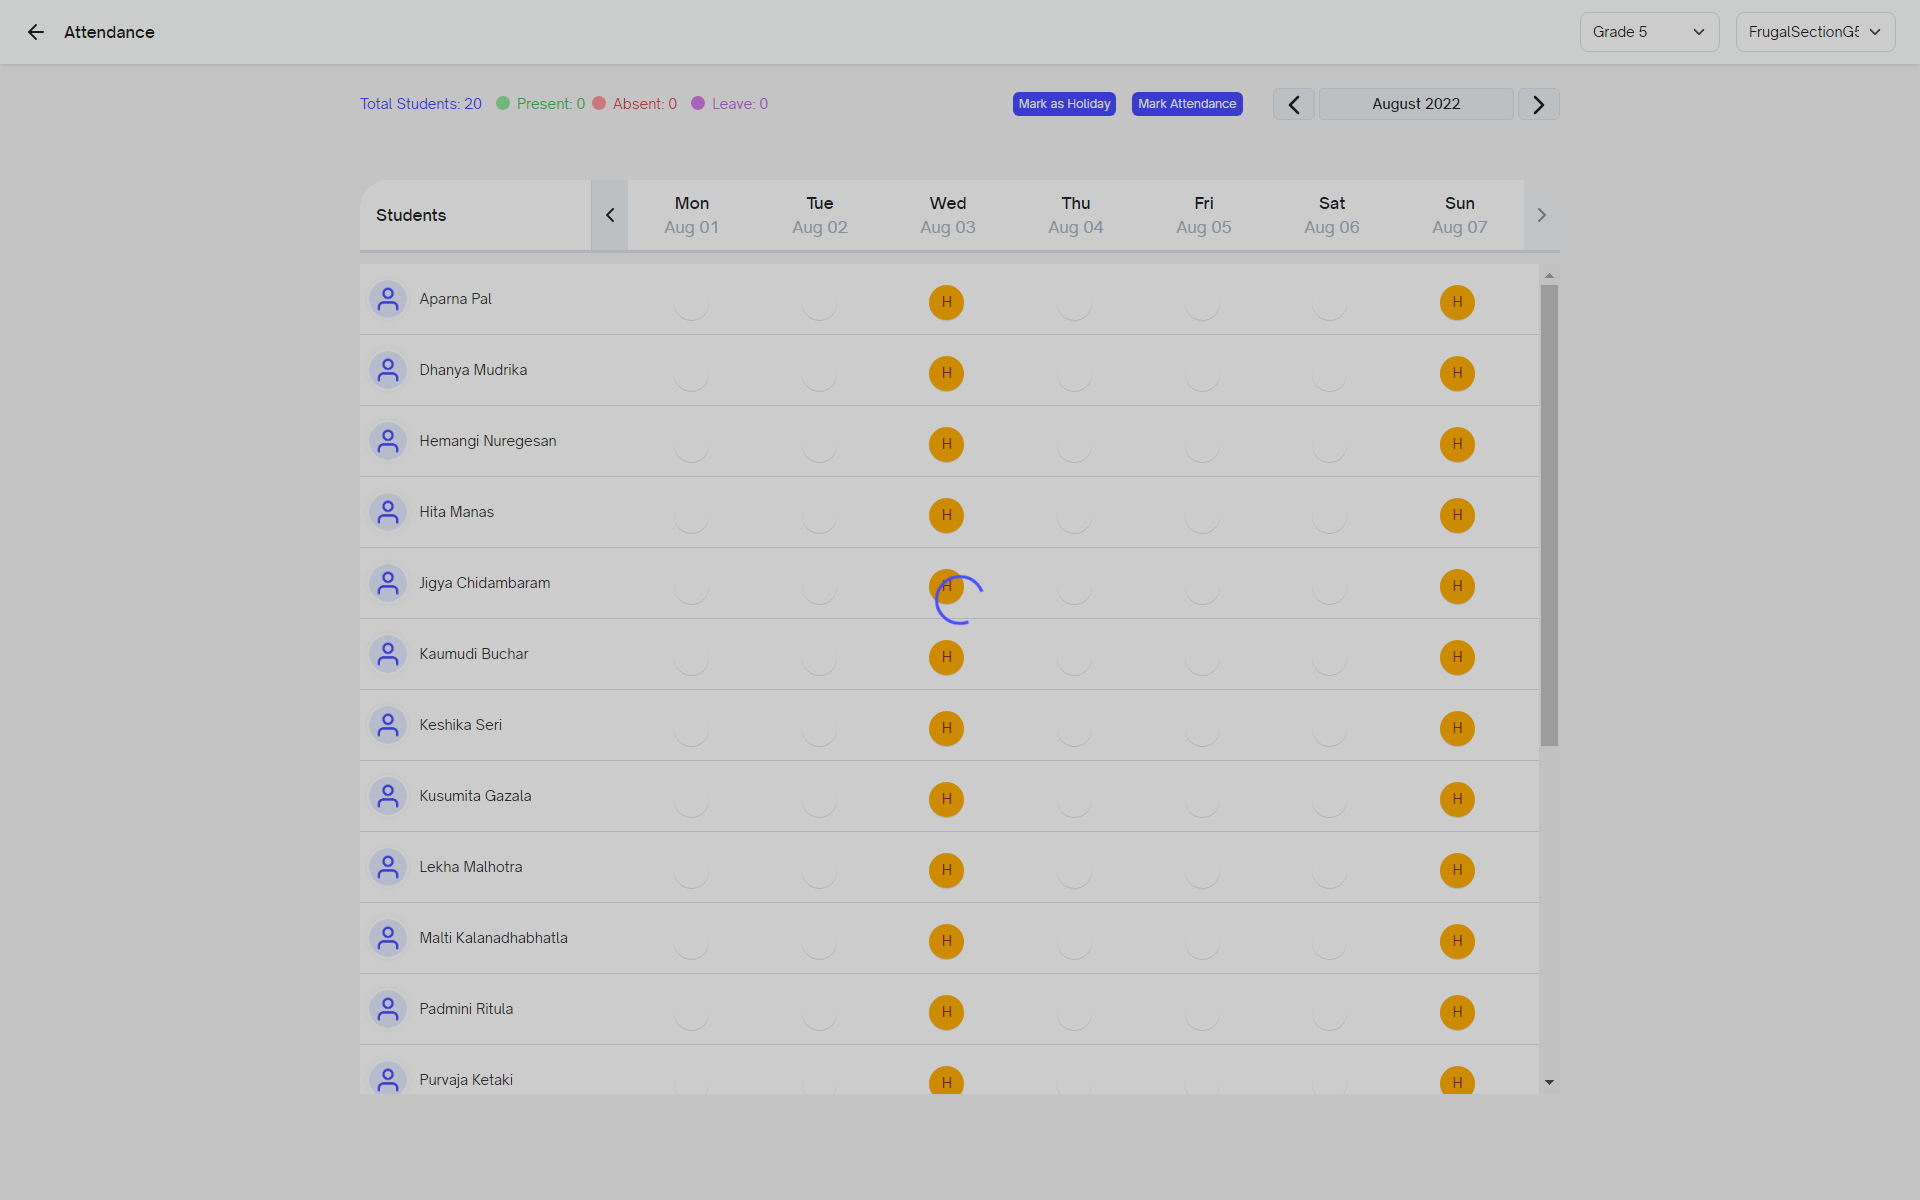 Attendance
Grade 5
FrugalSectionG5
Total Students: 20 Present: 0 Absent: 0 Leave: 0
Mark as Holiday
Mark Attendance
August 2022
Students
Mon Tue Wed Thu Fri Sat Sun
Aug 01 Aug 02 Aug 03 Aug 04 Aug 05 Aug 06 Aug 07
Aparna Pal H H
Dhanya Mudrika H H
Hemangi Nuregesan H H
Hita Manas H H
Jigya Chidambaram H H
Kaumudi Buchar H H
Keshika Seri H H
Kusumita Gazala H H
Lekha Malhotra H H
Malti Kalanadhabhatla H H
Padmini Ritula H H
Purvaja Ketaki H H